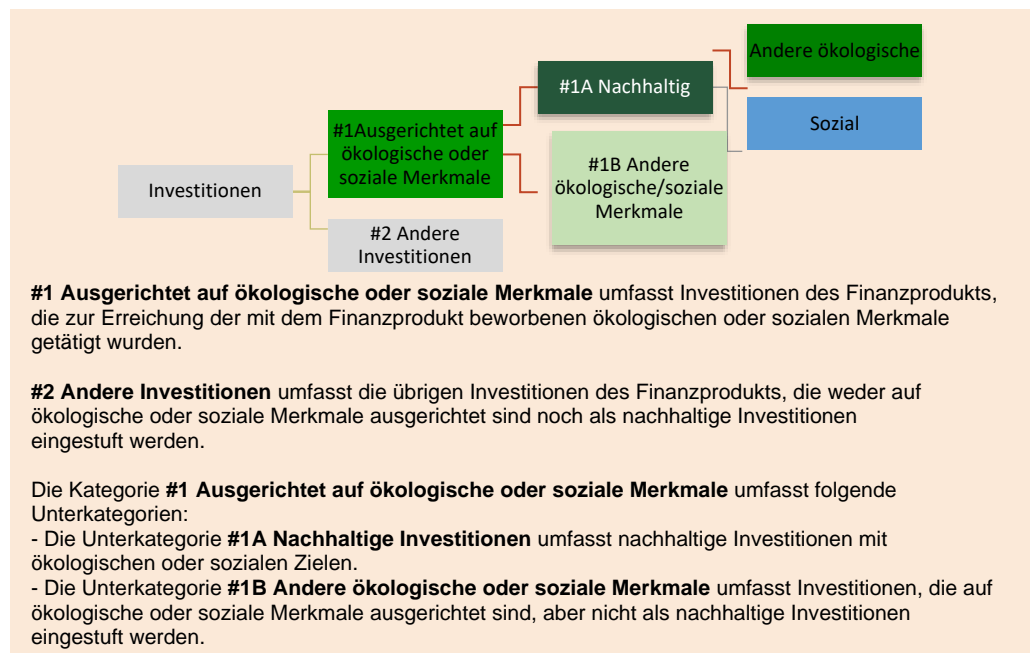 Andere ökologische
#1A Nachhaltig
Sozial
#1Ausgerichtet auf
ökologische oder
soziale Merkmale
#1B Andere
ökologische/soziale
Merkmale
Investitionen
#2 Andere
Investitionen
#1 Ausgerichtet auf ökologische oder soziale Merkmale umfasst Investitionen des Finanzprodukts,
die zur Erreichung der mit dem Finanzprodukt beworbenen ökologischen oder sozialen Merkmale
getätigt wurden.
#2 Andere Investitionen umfasst die übrigen Investitionen des Finanzprodukts, die weder auf
ökologische oder soziale Merkmale ausgerichtet sind noch als nachhaltige Investitionen
eingestuft werden.
Die Kategorie #1 Ausgerichtet auf ökologische oder soziale Merkmale umfasst folgende
Unterkategorien:
- Die Unterkategorie #1A Nachhaltige Investitionen umfasst nachhaltige Investitionen mit
ökologischen oder sozialen Zielen.
- Die Unterkategorie #1B Andere ökologische oder soziale Merkmale umfasst Investitionen, die auf
ökologische oder soziale Merkmale ausgerichtet sind, aber nicht als nachhaltige Investitionen
eingestuft werden.